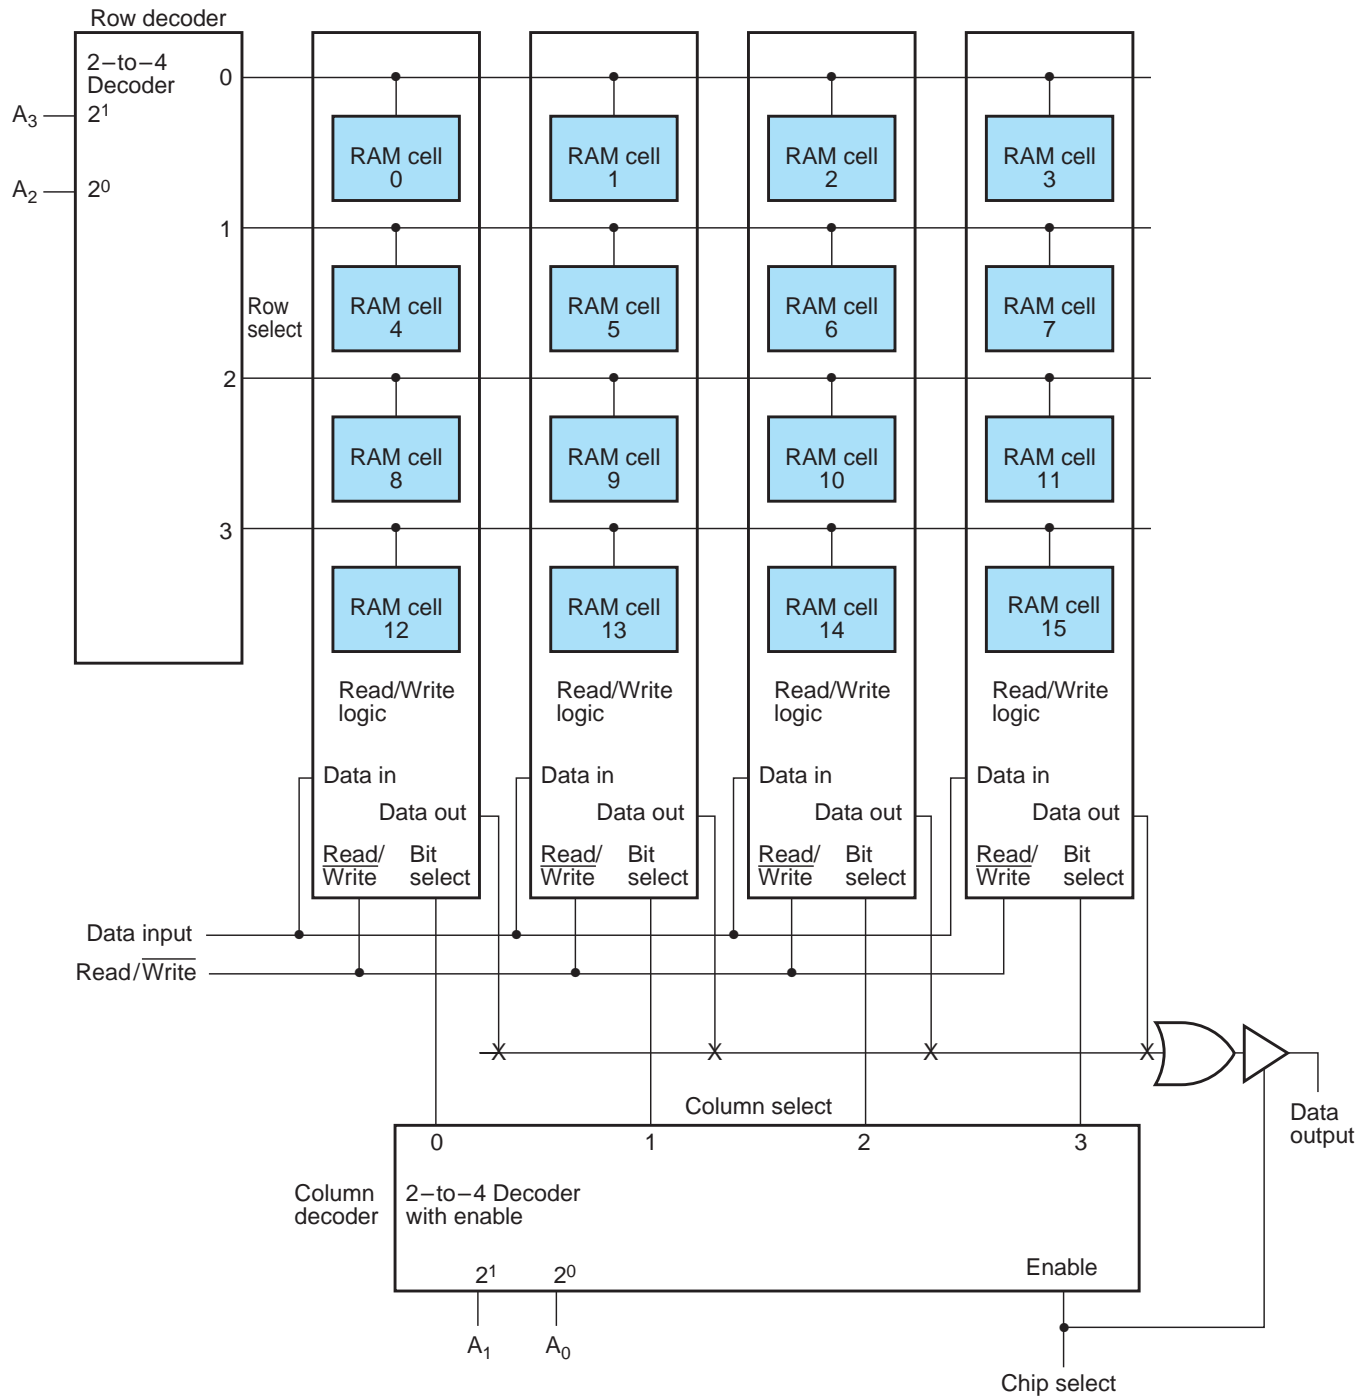 Row decoder
2–to–4
Decoder
2¹
2⁰
A₃
A₂
0
1
2
3
Row
select
RAM cell
0
RAM cell
1
RAM cell
2
RAM cell
3
RAM cell
4
RAM cell
5
RAM cell
6
RAM cell
7
RAM cell
8
RAM cell
9
RAM cell
10
RAM cell
11
RAM cell
12
RAM cell
13
RAM cell
14
RAM cell
15
Read/Write
logic
Read/Write
logic
Read/Write
logic
Read/Write
logic
Data in
Data in
Data in
Data in
Data out
Data out
Data out
Data out
Read/
Write
Bit
select
Read/
Write
Bit
select
Read/
Write
Bit
select
Read/
Write
Bit
select
Data input
Read/Write
X
X
X
X
Data
output
Column select
0
1
2
3
Column
decoder
2–to–4 Decoder
with enable
2¹
2⁰
Enable
A₁
A₀
Chip select